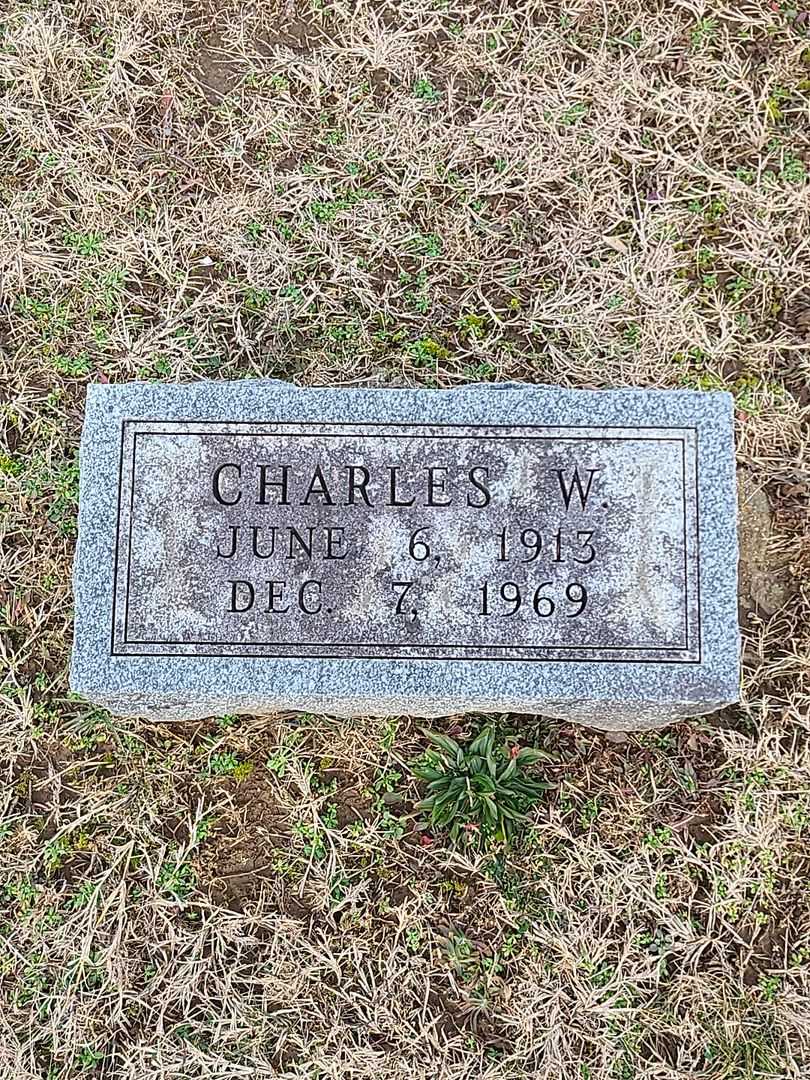 CHARLES W.
JUNE 6, 1913
DEC. 7, 1969